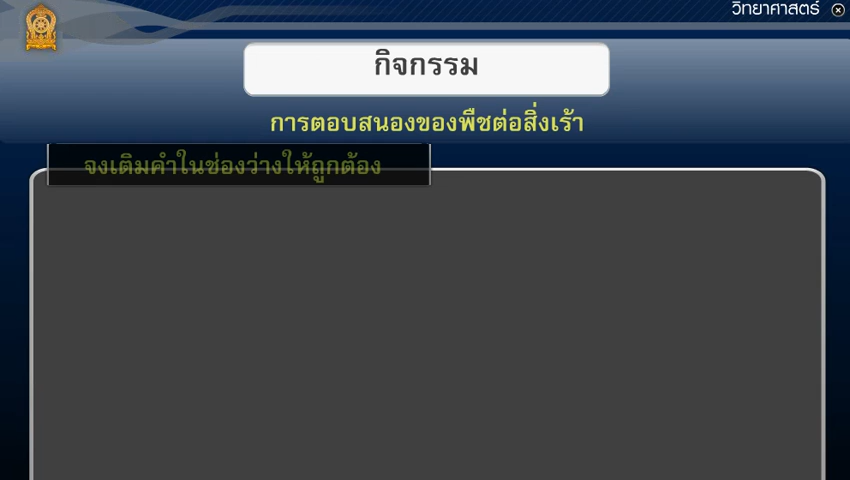 วิทยาศาสตร์
กิจกรรม
การตอบสนองของพืชต่อสิ่งเร้า
จงเติมคำในช่องว่างให้ถูกต้อง